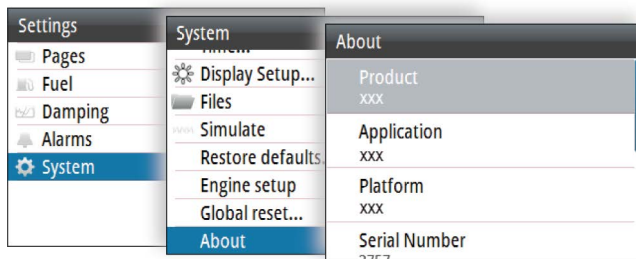 Settings
Pages
Fuel
Damping
Alarms
System
System
Time...
Display Setup...
Files
Simulate
Restore defaults.
Engine setup
Global reset...
About
About
Product
xxx
Application
xxx
Platform
xxx
Serial Number